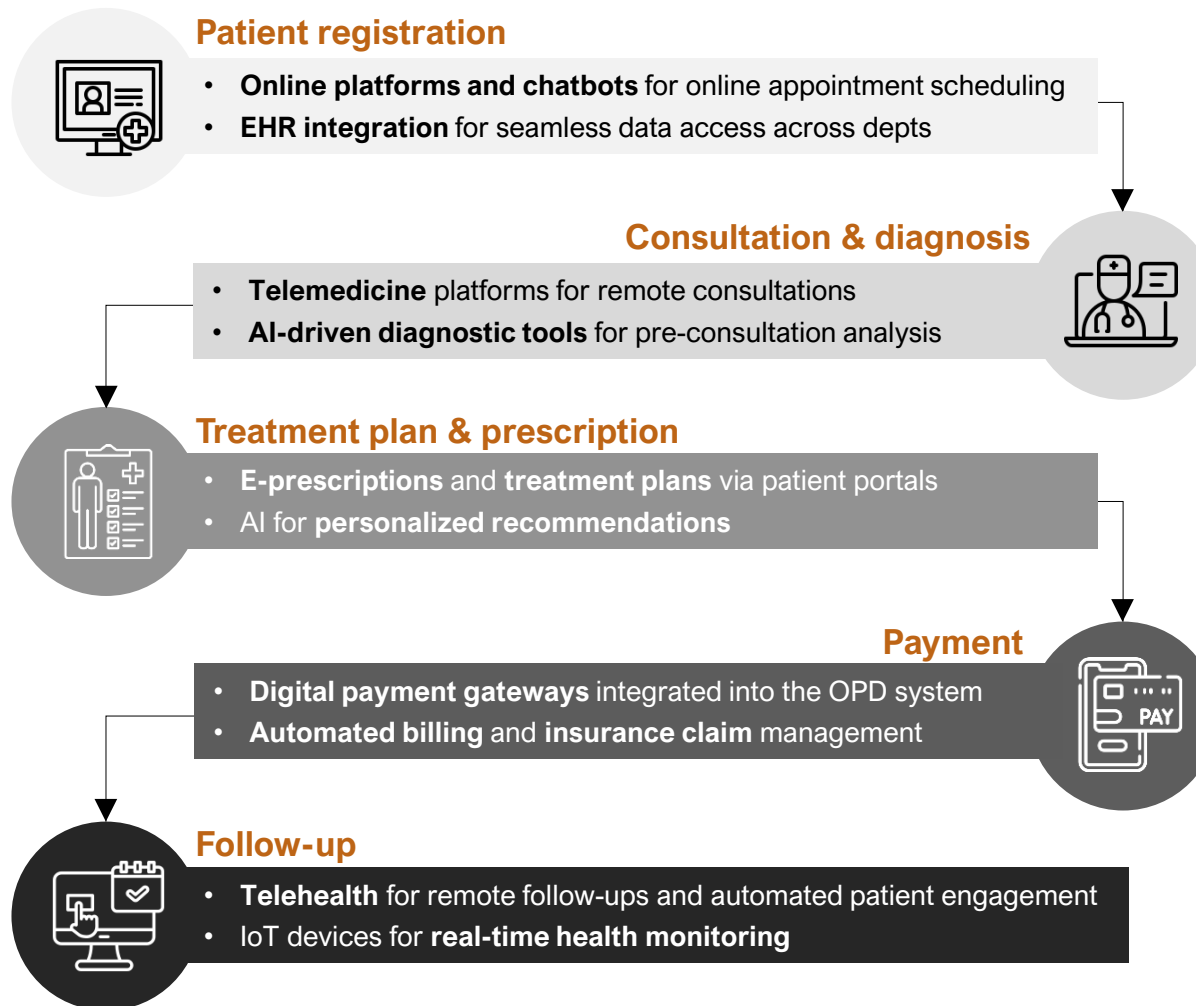 Patient registration
• Online platforms and chatbots for online appointment scheduling
• EHR integration for seamless data access across depts
Consultation & diagnosis
• Telemedicine platforms for remote consultations
• AI-driven diagnostic tools for pre-consultation analysis
Treatment plan & prescription
• E-prescriptions and treatment plans via patient portals
• AI for personalized recommendations
Payment
• Digital payment gateways integrated into the OPD system
• Automated billing and insurance claim management
PAY
Follow-up
• Telehealth for remote follow-ups and automated patient engagement
• IoT devices for real-time health monitoring